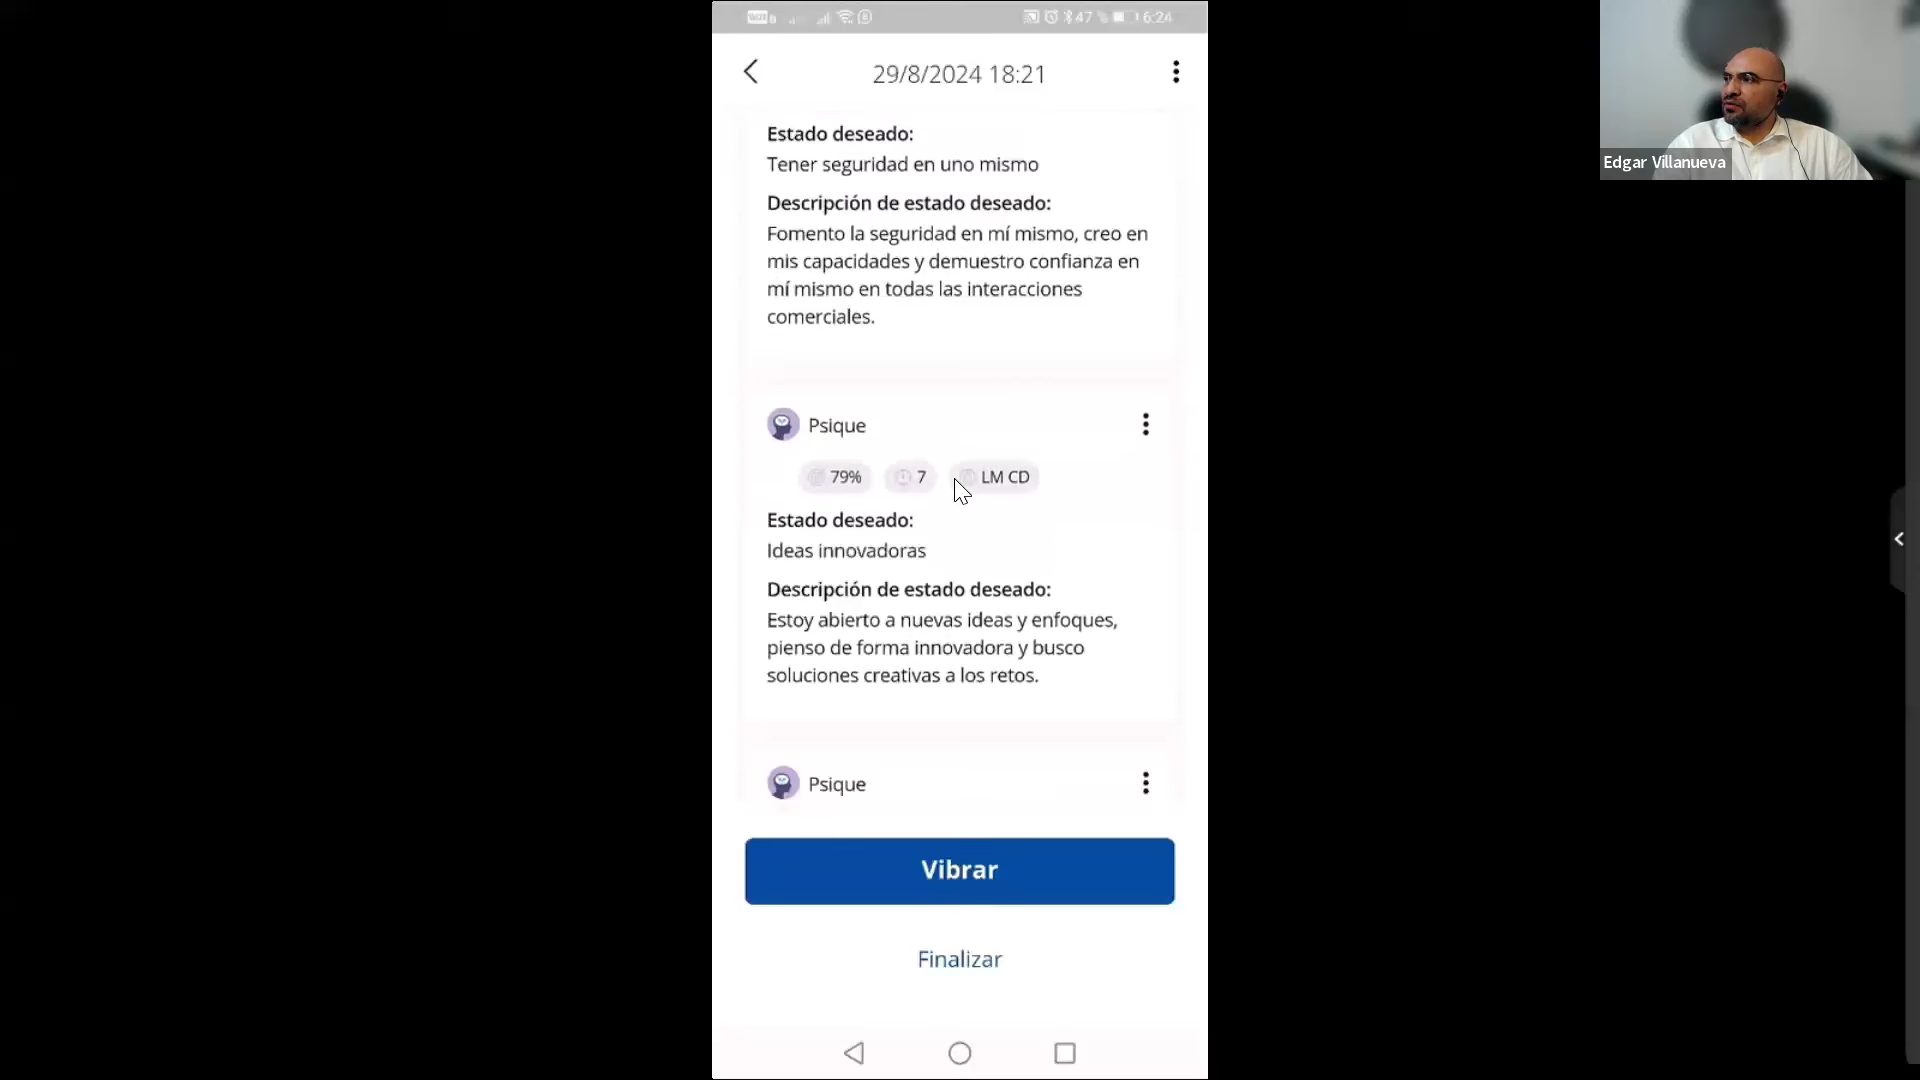 47 6:24
29/8/2024 18:21
Edgar Villanueva
Estado deseado:
Tener seguridad en uno mismo
Descripción de estado deseado:
Fomento la seguridad en mí mismo, creo en
mis capacidades y demuestro confianza en
mí mismo en todas las interacciones
comerciales.
Psique
79% 7 LM CD
Estado deseado:
Ideas innovadoras
Descripción de estado deseado:
Estoy abierto a nuevas ideas y enfoques,
pienso de forma innovadora y busco
soluciones creativas a los retos.
Psique
Vibrar
Finalizar